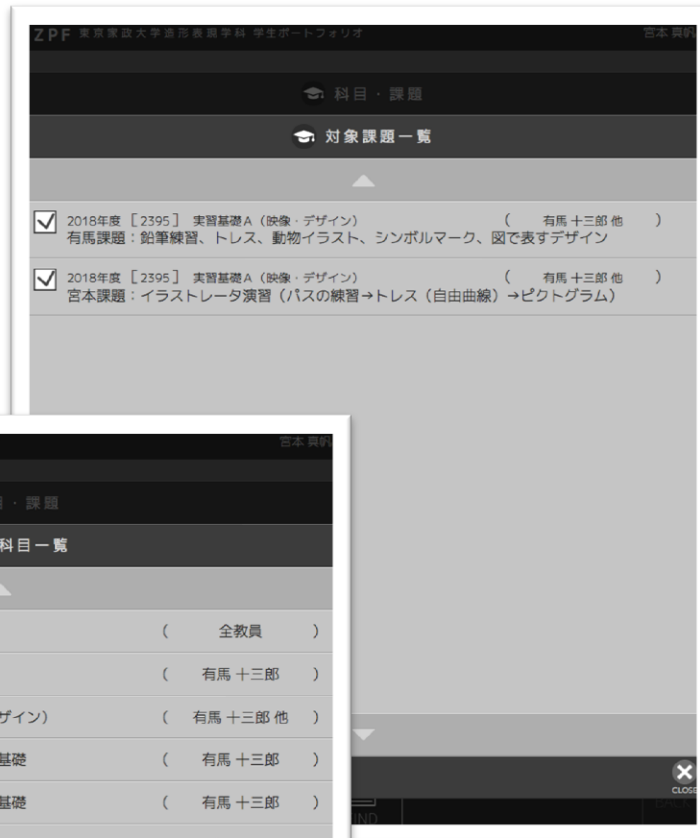 ZPF 東京家政大学造形表現学科 学生ポートフォリオ 宮本 真帆
科目・課題
対象課題一覧
2018年度 [2395] 実習基礎A(映像・デザイン) ( 有馬 十三郎 他 )
有馬課題:鉛筆練習、トレス、動物イラスト、シンボルマーク、図で表すデザイン
2018年度 [2395] 実習基礎A(映像・デザイン) ( 有馬 十三郎 他 )
宮本課題:イラストレータ演習(パスの練習→トレス(自由曲線)→ピクトグラム)
CLOSE
IND
BACK
宮本 真帆
・課題
科目一覧
( 全教員 )
( 有馬 十三郎 )
ザイン) ( 有馬 十三郎 他 )
基礎 ( 有馬 十三郎 )
基礎 ( 有馬 十三郎 )